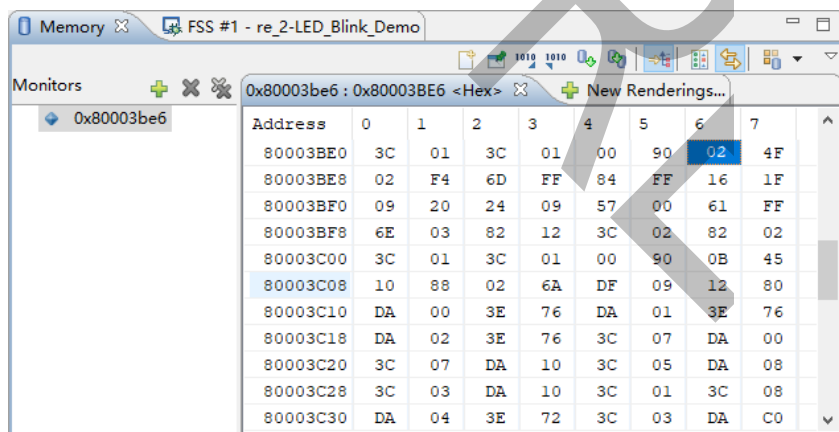 Memory FSS #1 - re_2-LED_Blink_Demo
Monitors
0x80003be6 : 0x80003BE6 <Hex> New Renderings...
0x80003be6
Address 0 1 2 3 4 5 6 7
80003BE0 3C 01 3C 01 00 90 02 4F
80003BE8 02 F4 6D FF 84 FF 16 1F
80003BF0 09 20 24 09 57 00 61 FF
80003BF8 6E 03 82 12 3C 02 82 02
80003C00 3C 01 3C 01 00 90 0B 45
80003C08 10 88 02 6A DF 09 12 80
80003C10 DA 00 3E 76 DA 01 3E 76
80003C18 DA 02 3E 76 3C 07 DA 00
80003C20 3C 07 DA 10 3C 05 DA 08
80003C28 3C 03 DA 10 3C 01 3C 08
80003C30 DA 04 3E 72 3C 03 DA C0